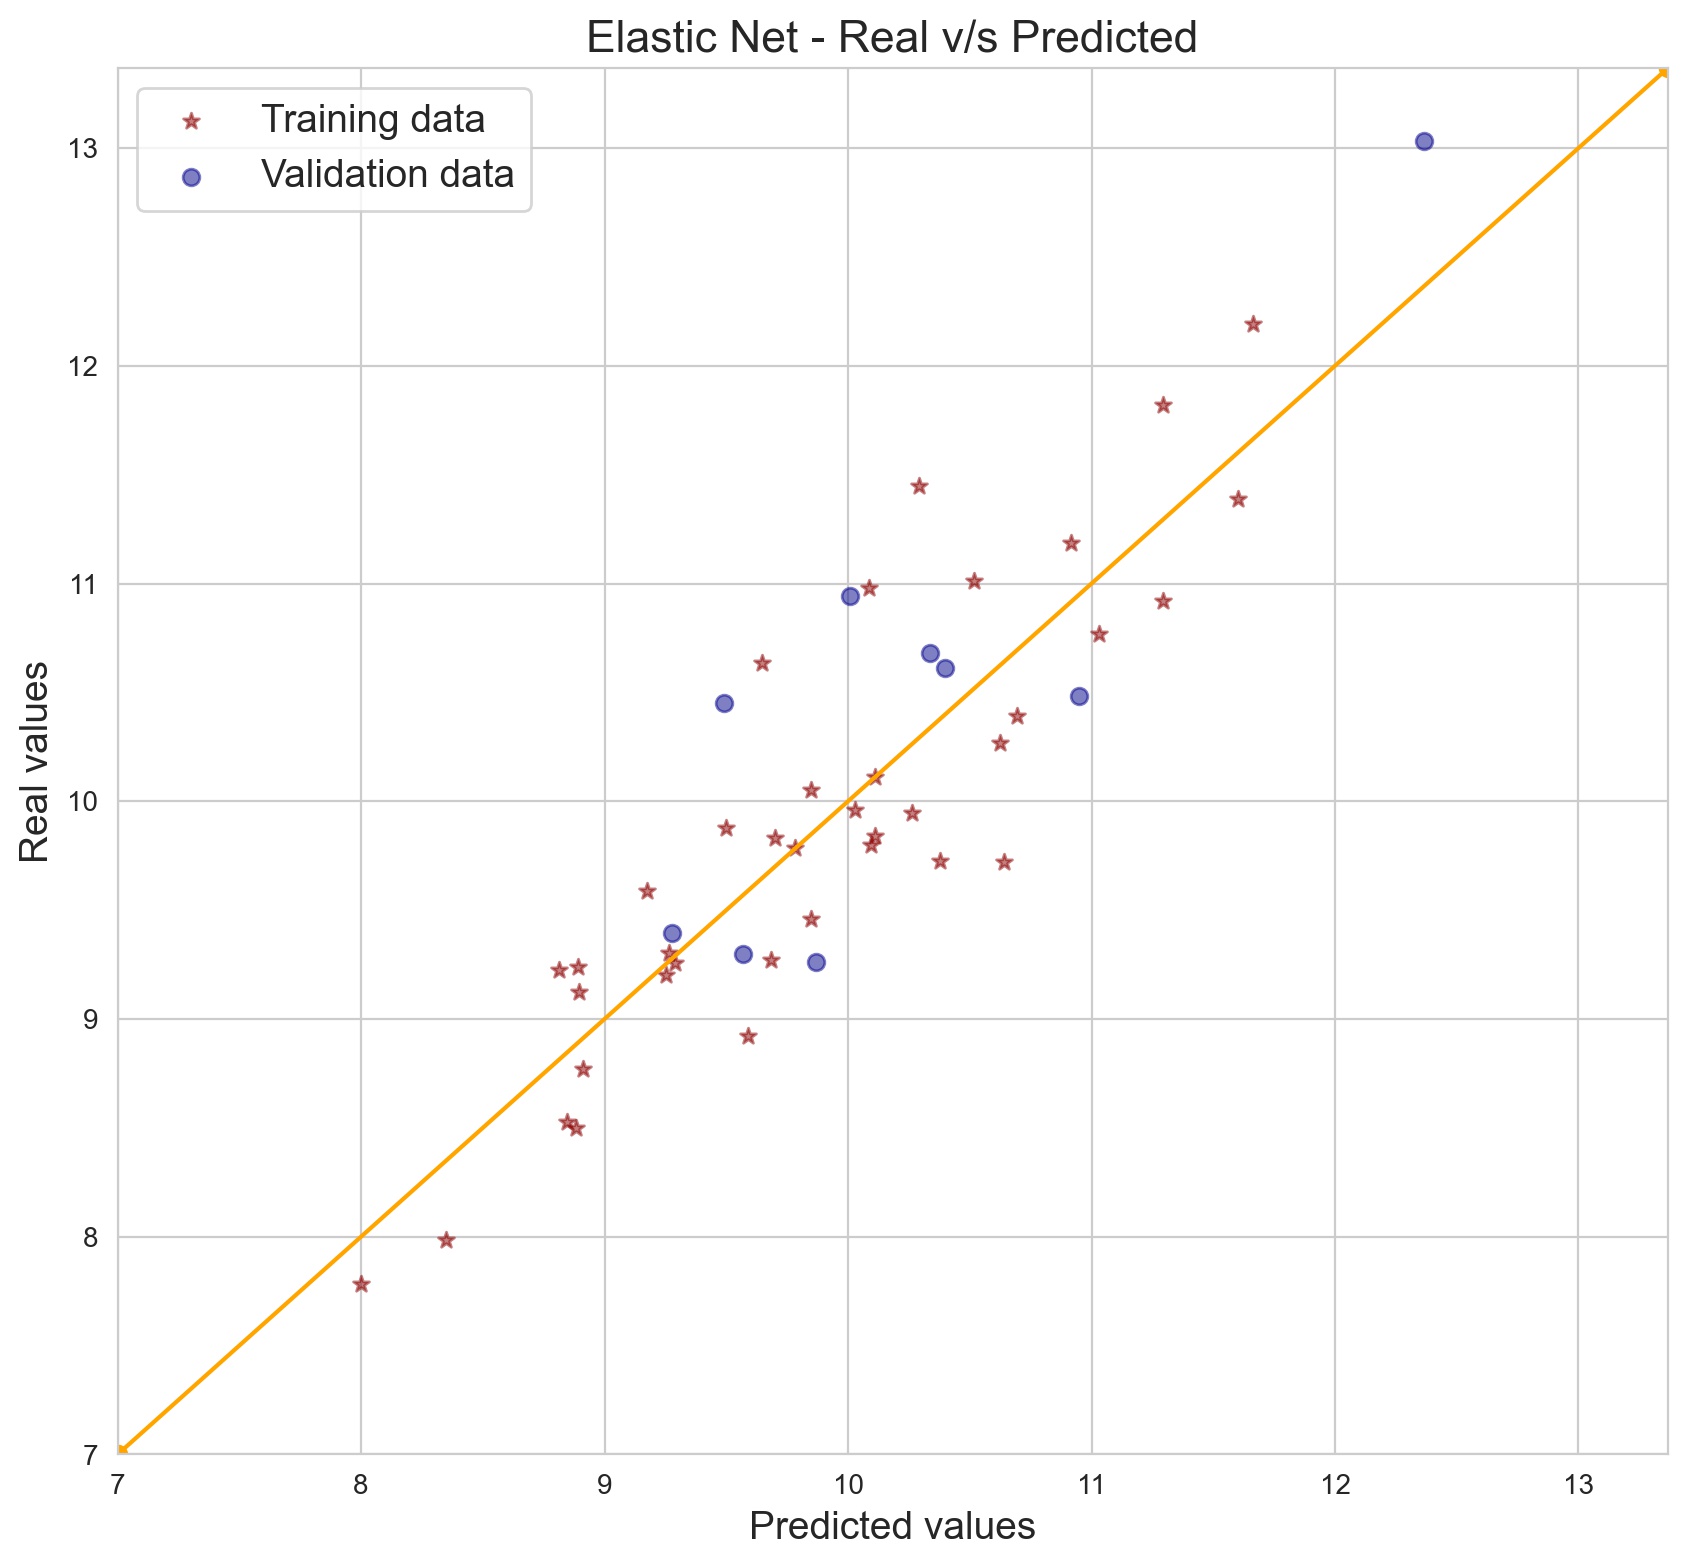 Elastic Net - Real v/s Predicted
Training data
Validation data
13
12
11
10
9
8
7
Real values
7 8 9 10 11 12 13
Predicted values